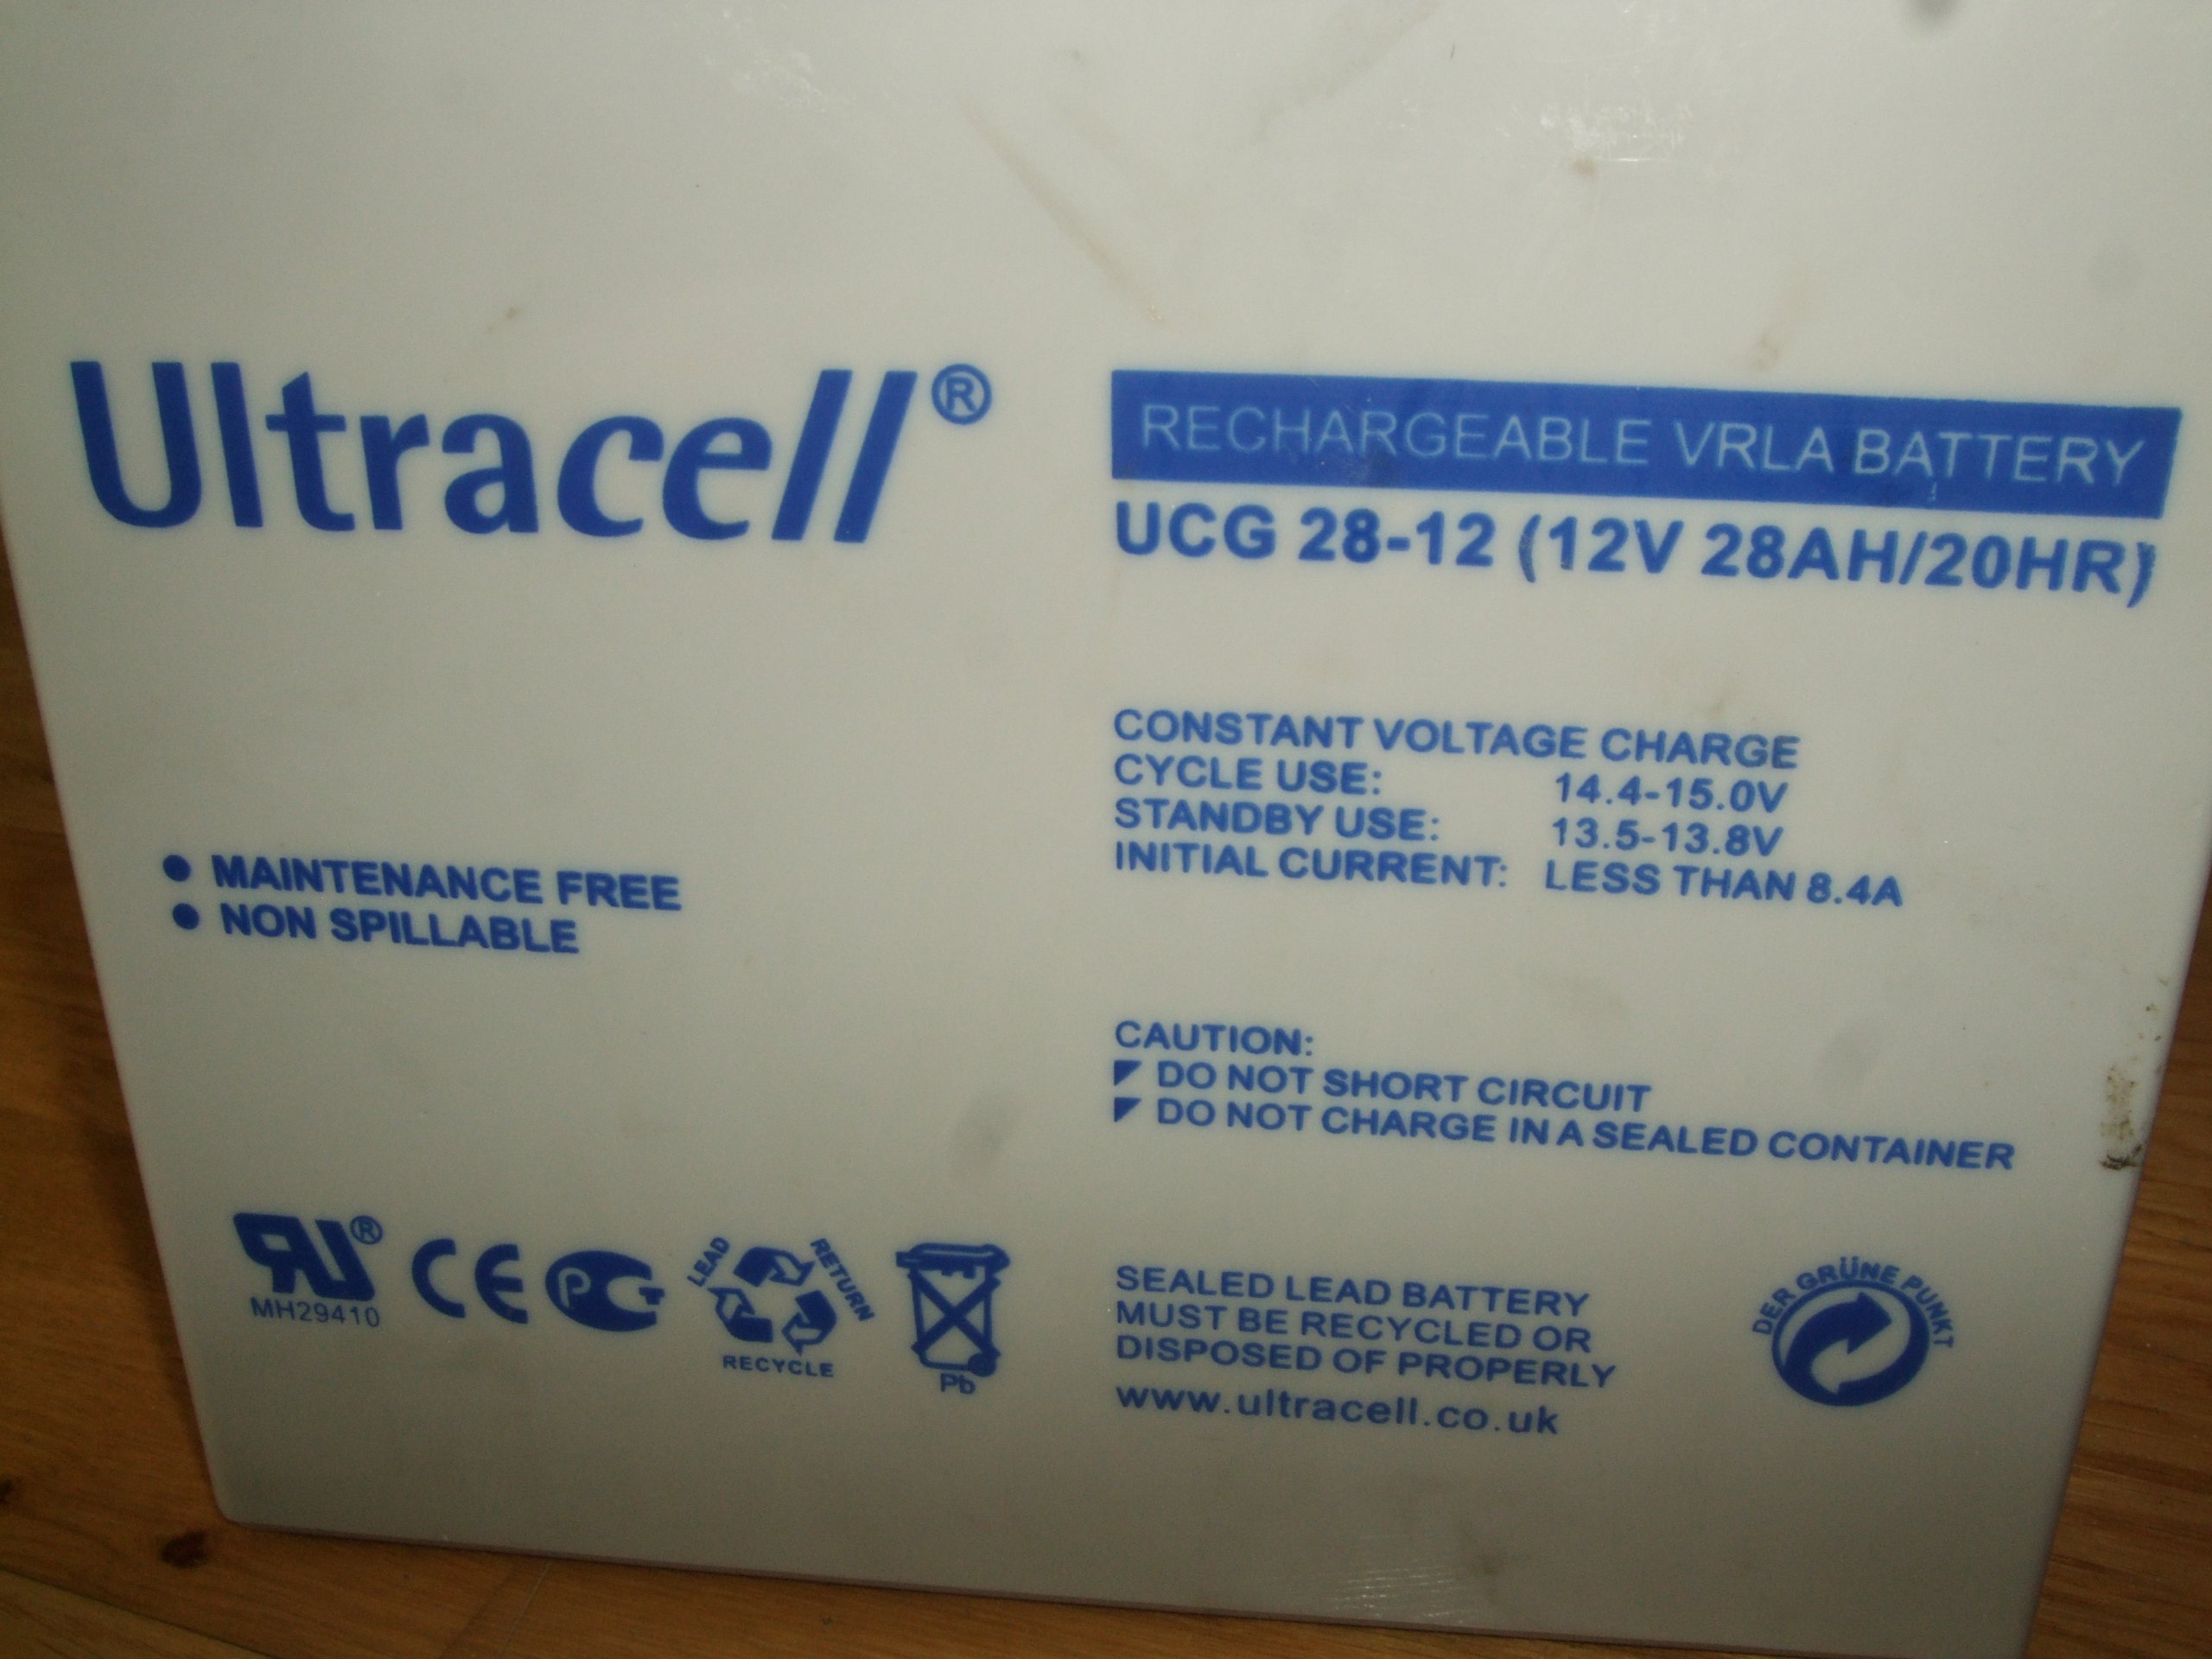 Ultracell®
RECHARGEABLE VRLA BATTERY
UCG 28-12 (12V 28AH/20HR)
CONSTANT VOLTAGE CHARGE
CYCLE USE: 14.4-15.0V
STANDBY USE: 13.5-13.8V
INITIAL CURRENT: LESS THAN 8.4A
● MAINTENANCE FREE
● NON SPILLABLE
CAUTION:
DO NOT SHORT CIRCUIT
DO NOT CHARGE IN A SEALED CONTAINER
®
MH29410
CE
LEAD
RETURN
RECYCLE
Pb
SEALED LEAD BATTERY
MUST BE RECYCLED OR
DISPOSED OF PROPERLY
www.ultracell.co.uk
DER GRÜNE PUNKT